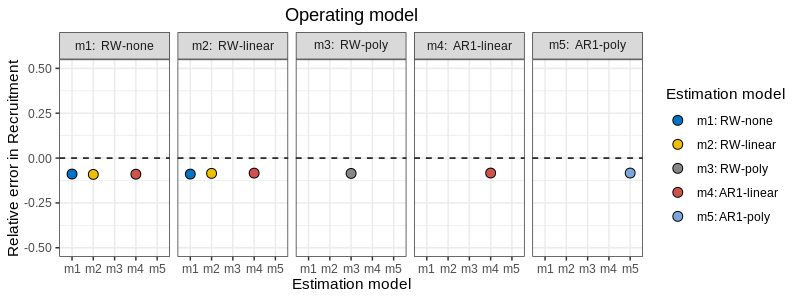 Operating model
m1: RW-none
m2: RW-linear
m3: RW-poly
m4: AR1-linear
m5: AR1-poly
Relative error in Recruitment
0.50
0.25
0.00
-0.25
-0.50
m1 m2 m3 m4 m5
m1 m2 m3 m4 m5
m1 m2 m3 m4 m5
m1 m2 m3 m4 m5
m1 m2 m3 m4 m5
Estimation model
Estimation model
m1: RW-none
m2: RW-linear
m3: RW-poly
m4: AR1-linear
m5: AR1-poly